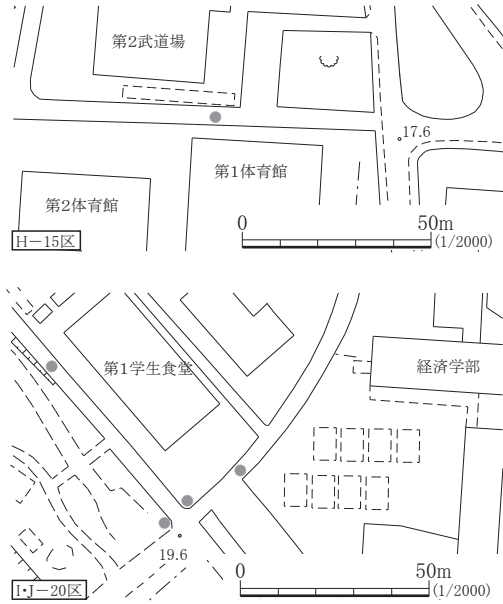 第2武道場
17.6
第1体育館
第2体育館
0 50m
(1/2000)
H－15区
第1学生食堂
経済学部
19.6
0 50m
(1/2000)
I・J－20区